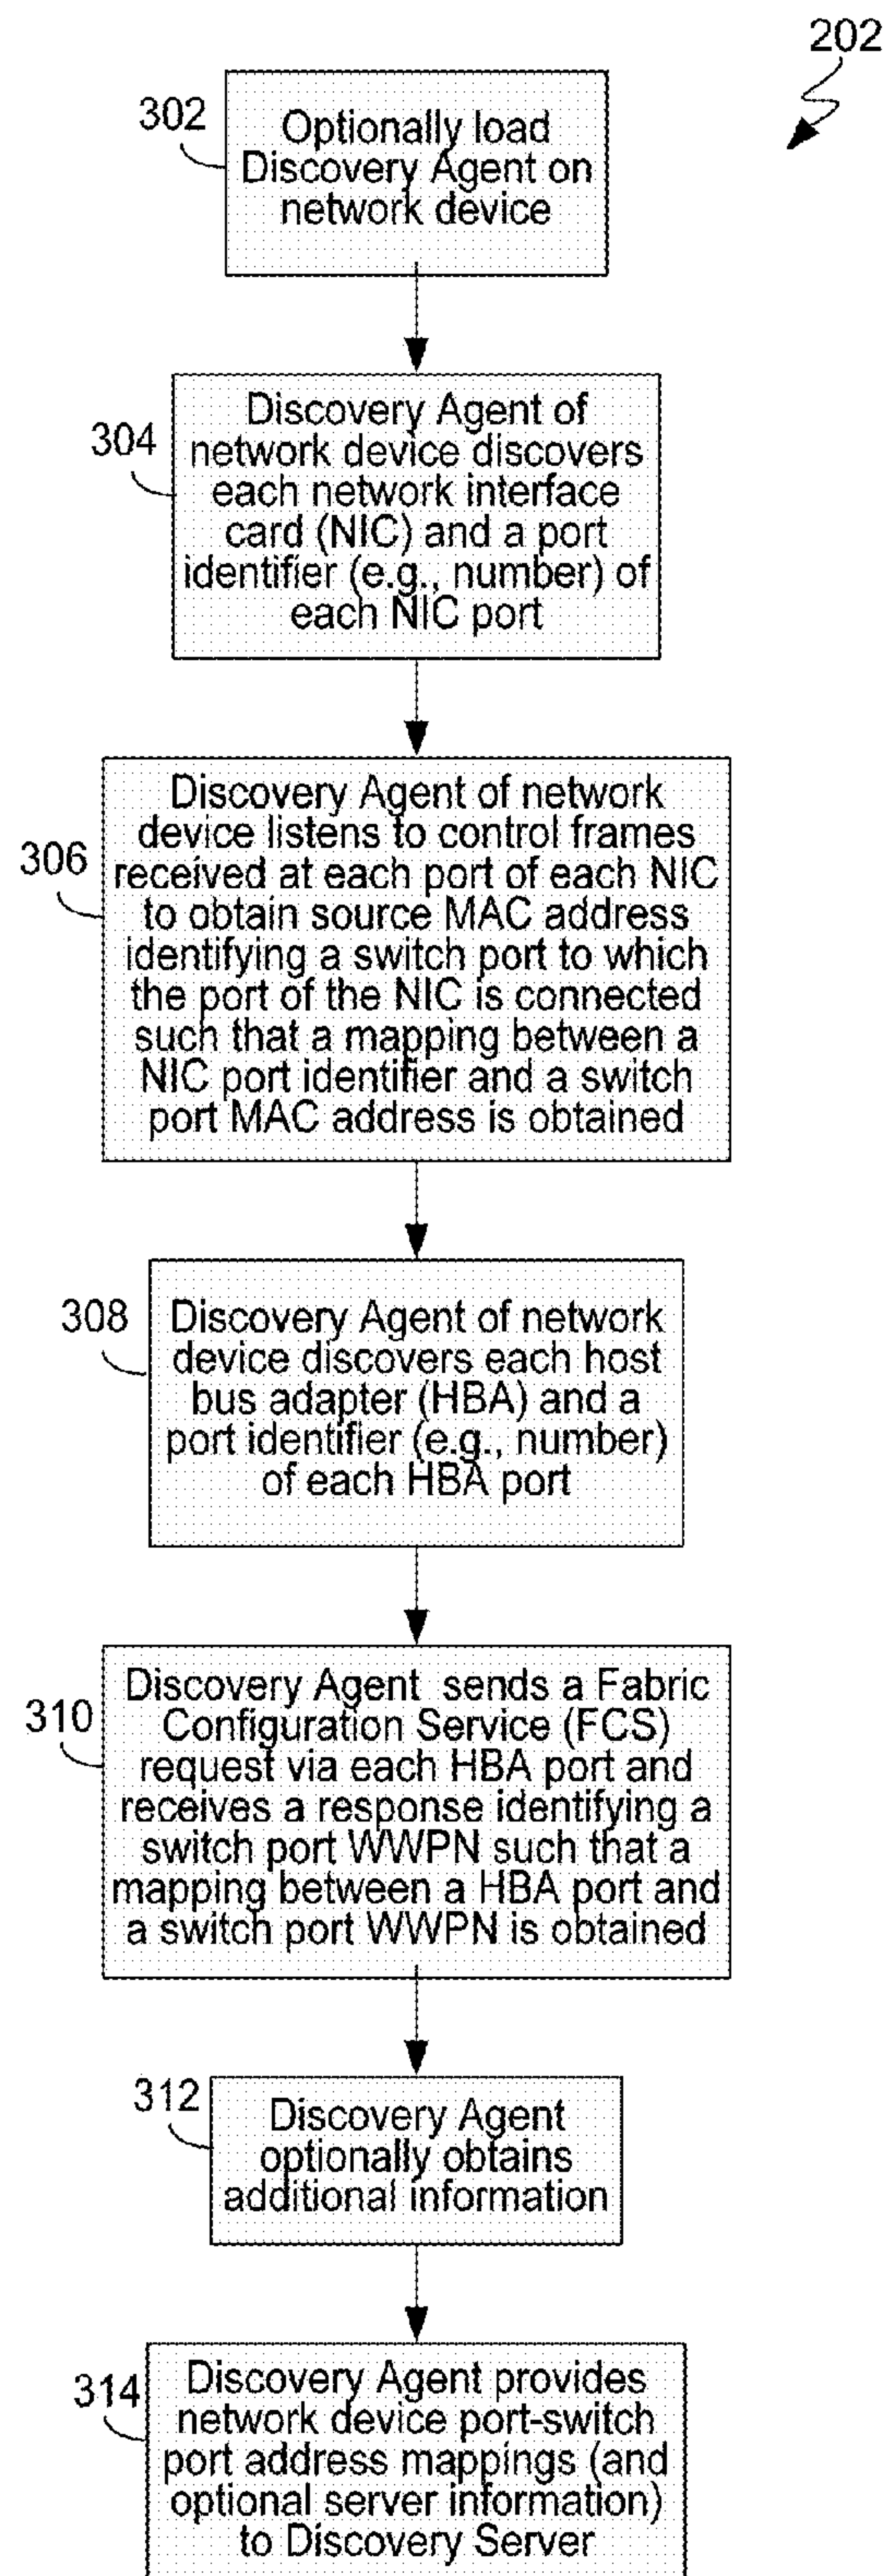 202
302
Optionally load
Discovery Agent on
network device
304
Discovery Agent of
network device discovers
each network interface
card (NIC) and a port
identifier (e.g., number) of
each NIC port
306
Discovery Agent of network
device listens to control frames
received at each port of each NIC
to obtain source MAC address
identifying a switch port to which
the port of the NIC is connected
such that a mapping between a
NIC port identifier and a switch
port MAC address is obtained
308
Discovery Agent of network
device discovers each host
bus adapter (HBA) and a
port identifier (e.g., number)
of each HBA port
310
Discovery Agent sends a Fabric
Configuration Service (FCS)
request via each HBA port and
receives a response identifying a
switch port WWPN such that a
mapping between a HBA port and
a switch port WWPN is obtained
312
Discovery Agent
optionally obtains
additional information
314
Discovery Agent provides
network device port-switch
port address mappings (and
optional server information)
to Discovery Server